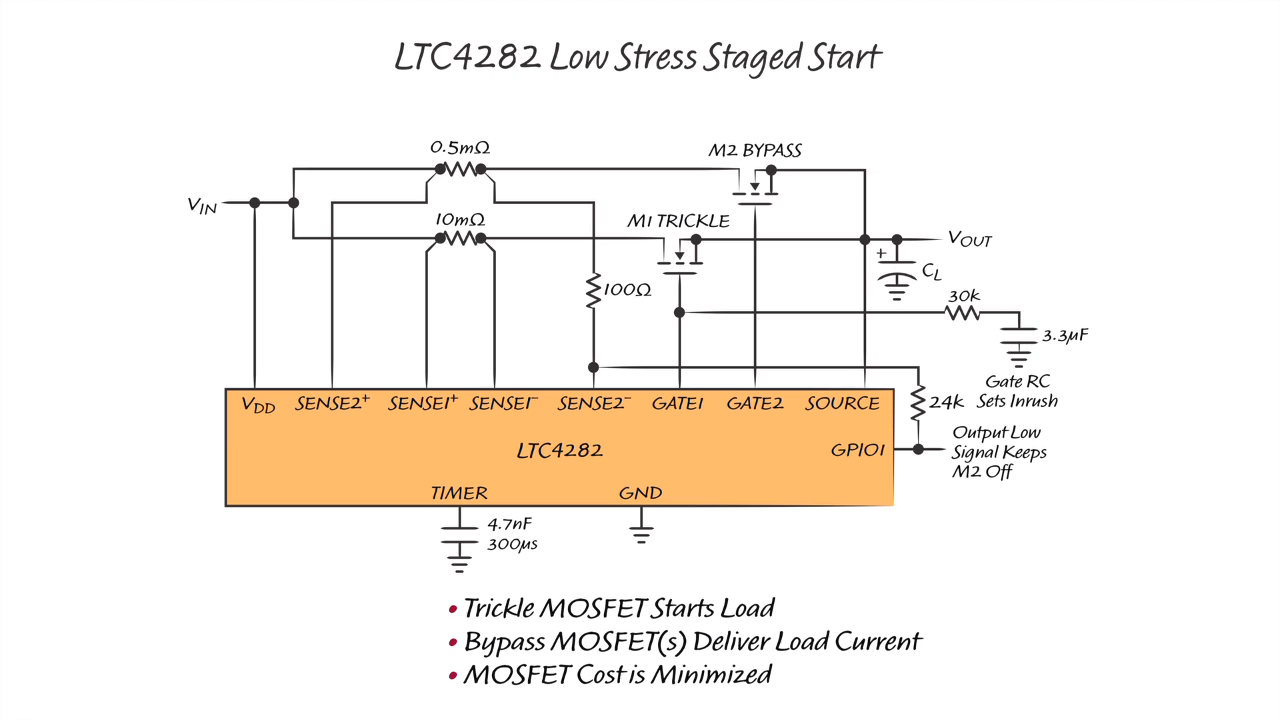 LTC4282 Low Stress Staged Start
0.5mΩ
M2 BYPASS
VIN
10mΩ
M1 TRICKLE
VOUT
+
CL
100Ω
30k
3.3µF
Gate RC
Sets Inrush
VDD
SENSE2+
SENSE1+
SENSE1−
SENSE2−
GATE1
GATE2
SOURCE
24k
LTC4282
GPIO1
Output Low
Signal Keeps
M2 Off
TIMER
GND
4.7nF
300µs
• Trickle MOSFET Starts Load
• Bypass MOSFET(s) Deliver Load Current
• MOSFET Cost is Minimized